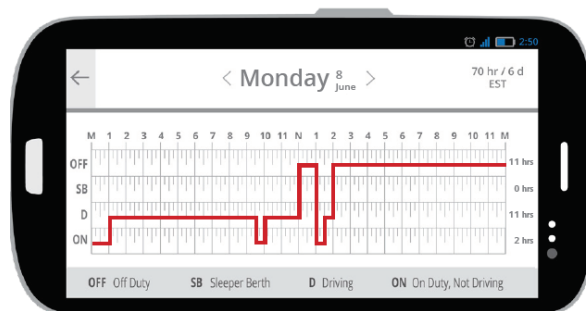 2:50
← < Monday 8 June > 70 hr / 6 d
EST
M 1 2 3 4 5 6 7 8 9 10 11 N 1 2 3 4 5 6 7 8 9 10 11 M
OFF 11 hrs
SB 0 hrs
D 11 hrs
ON 2 hrs
OFF Off Duty SB Sleeper Berth D Driving ON On Duty, Not Driving